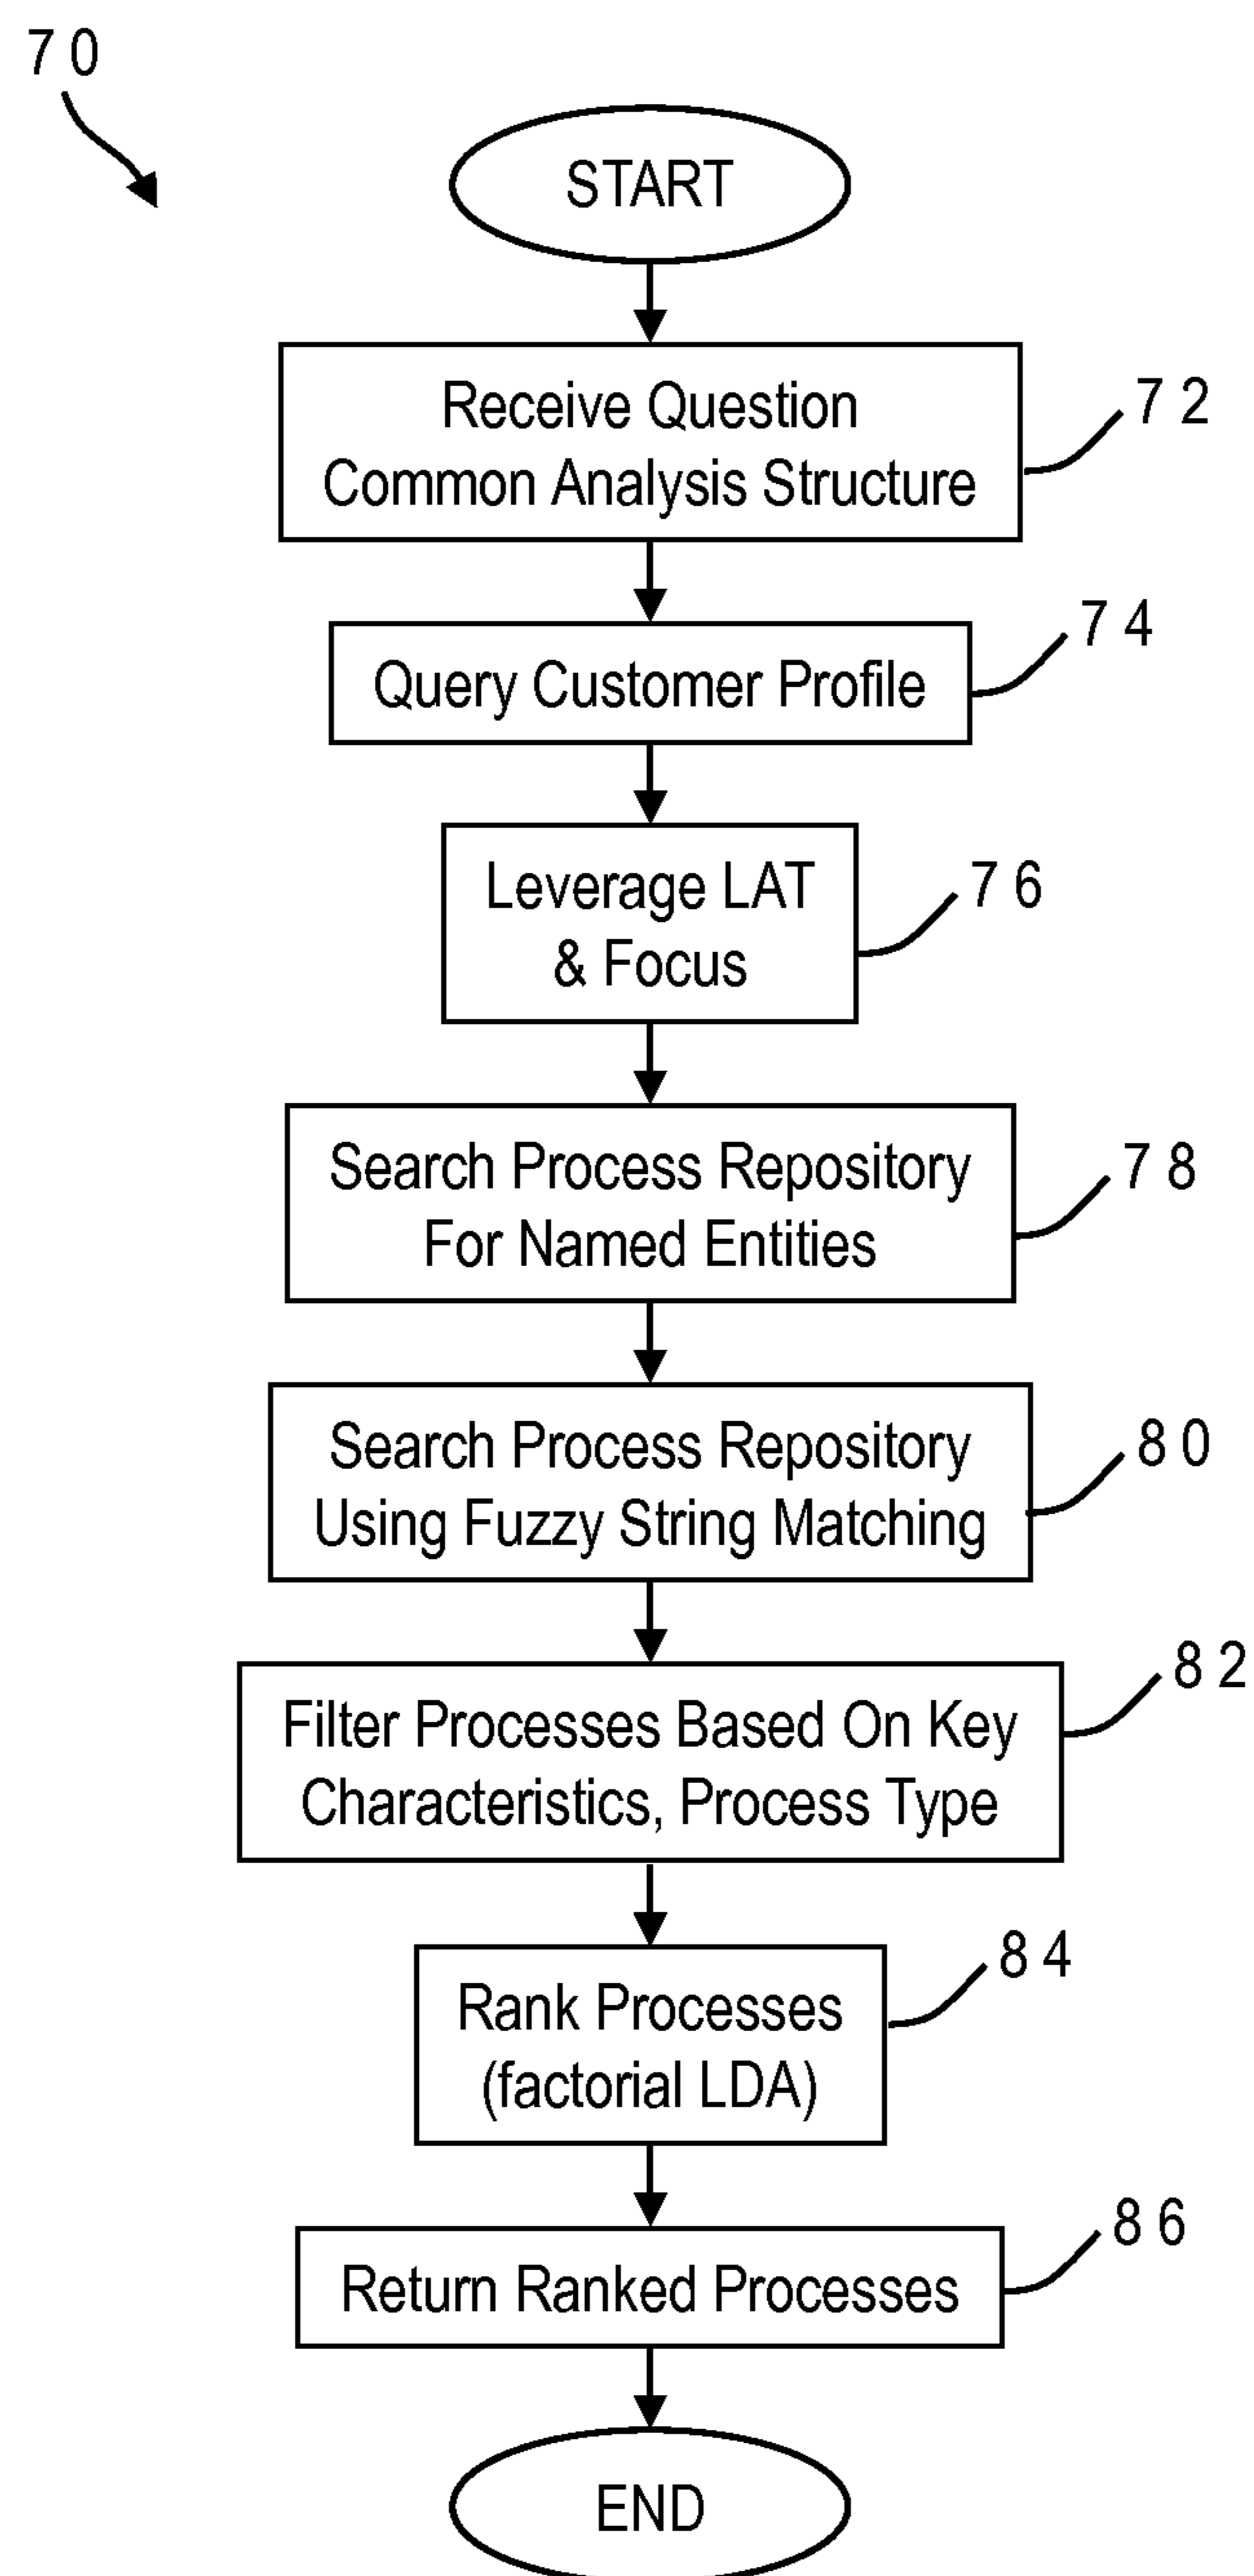 70
START
Receive Question
Common Analysis Structure
72
Query Customer Profile
74
Leverage LAT
& Focus
76
Search Process Repository
For Named Entities
78
Search Process Repository
Using Fuzzy String Matching
80
Filter Processes Based On Key
Characteristics, Process Type
82
Rank Processes
(factorial LDA)
84
Return Ranked Processes
86
END